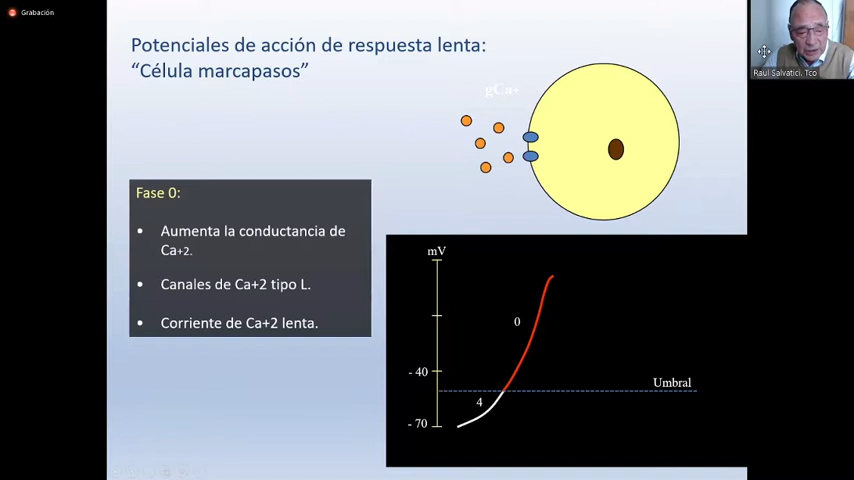 Grabación
Potenciales de acción de respuesta lenta:
“Célula marcapasos”
gCa+
Raul Salvatici, Tco
Fase 0:
• Aumenta la conductancia de
Ca+2.
• Canales de Ca+2 tipo L.
• Corriente de Ca+2 lenta.
mV
0
- 40
Umbral
4
- 70